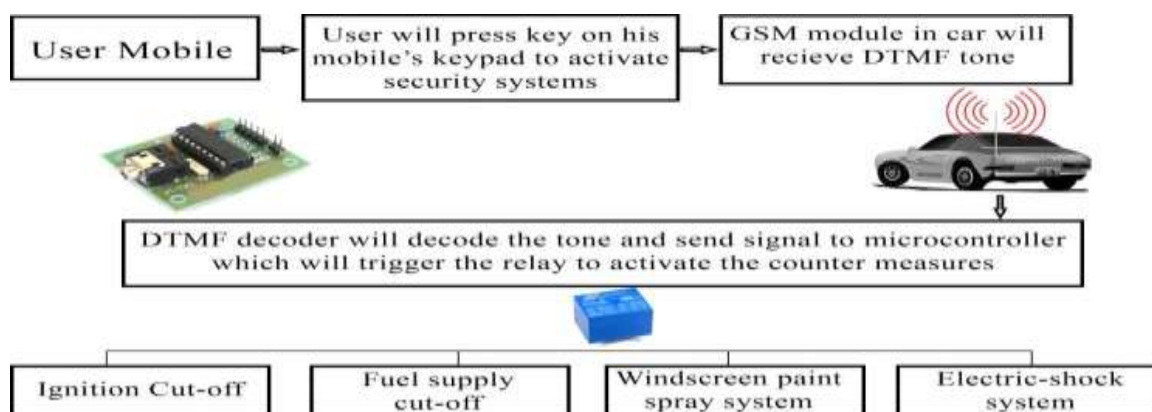 User Mobile
User will press key on his
mobile's keypad to activate
security systems
GSM module in car will
recieve DTMF tone
DTMF decoder will decode the tone and send signal to microcontroller
which will trigger the relay to activate the counter measures
Ignition Cut-off
Fuel supply
cut-off
Windscreen paint
spray system
Electric-shock
system